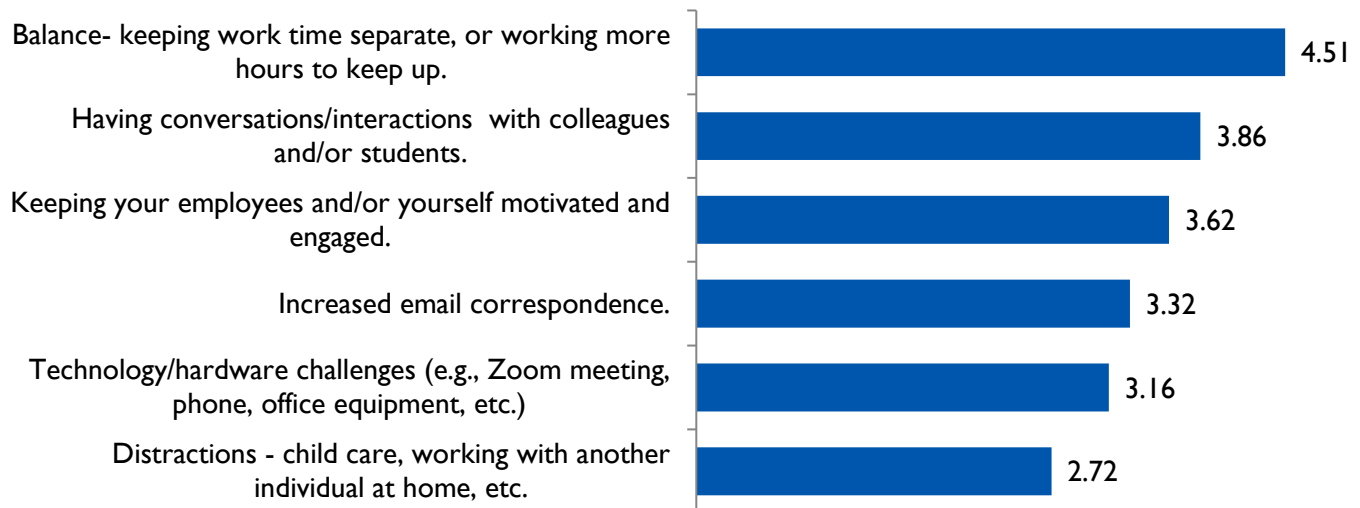 Balance- keeping work time separate, or working more
hours to keep up.
4.51
Having conversations/interactions  with colleagues
and/or students.
3.86
Keeping your employees and/or yourself motivated and
engaged.
3.62
Increased email correspondence.
3.32
Technology/hardware challenges (e.g., Zoom meeting,
phone, office equipment, etc.)
3.16
Distractions - child care, working with another
individual at home, etc.
2.72